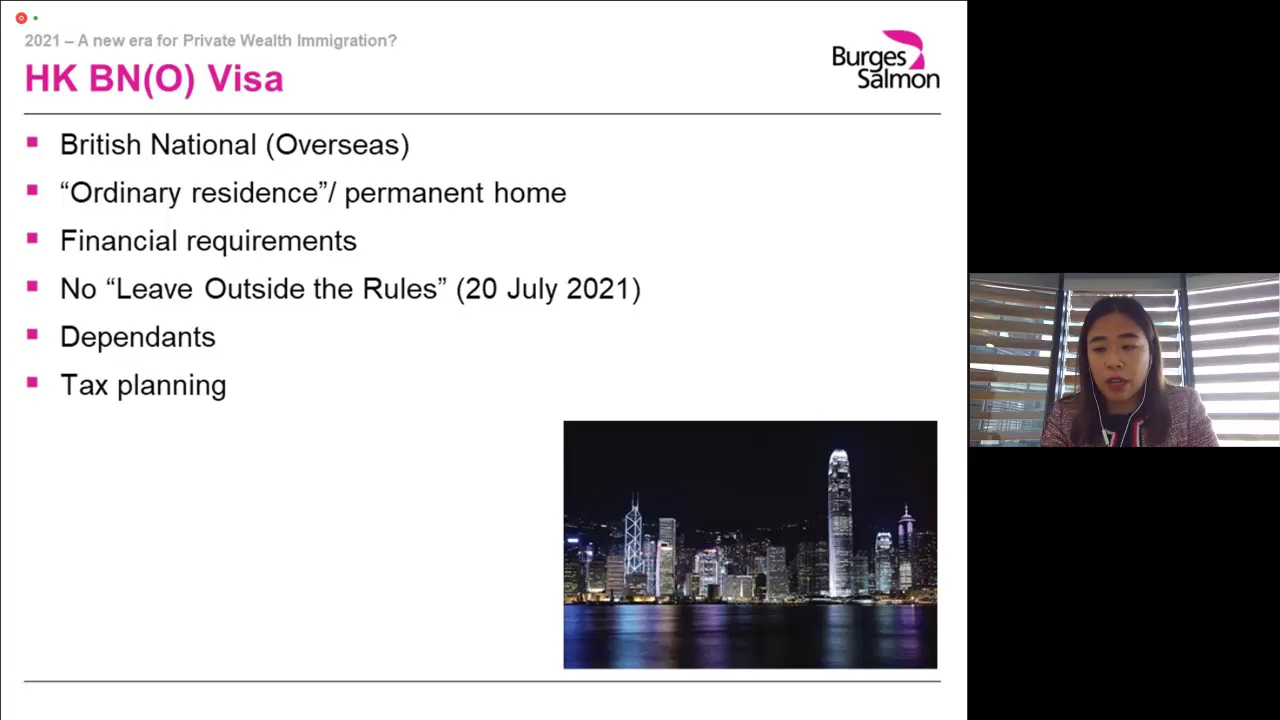 2021 – A new era for Private Wealth Immigration?
HK BN(O) Visa
Burges
Salmon
British National (Overseas)
“Ordinary residence”/ permanent home
Financial requirements
No “Leave Outside the Rules” (20 July 2021)
Dependants
Tax planning